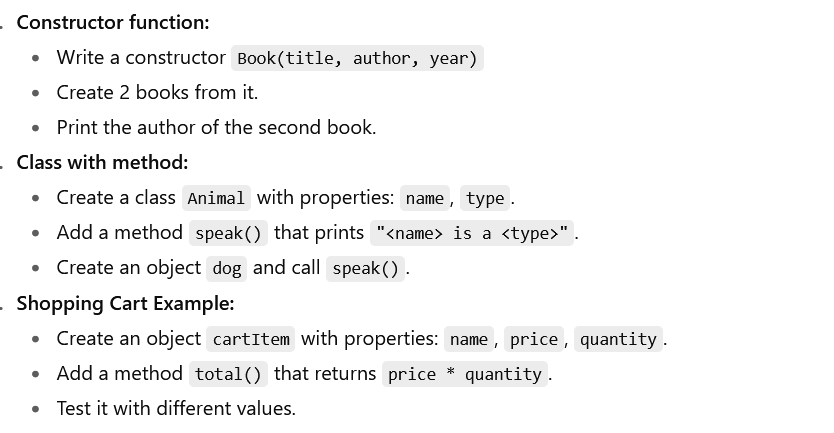 Constructor function:
Write a constructor Book(title, author, year)
Create 2 books from it.
Print the author of the second book.
Class with method:
Create a class Animal with properties: name, type.
Add a method speak() that prints "<name> is a <type>".
Create an object dog and call speak().
Shopping Cart Example:
Create an object cartItem with properties: name, price, quantity.
Add a method total() that returns price * quantity.
Test it with different values.